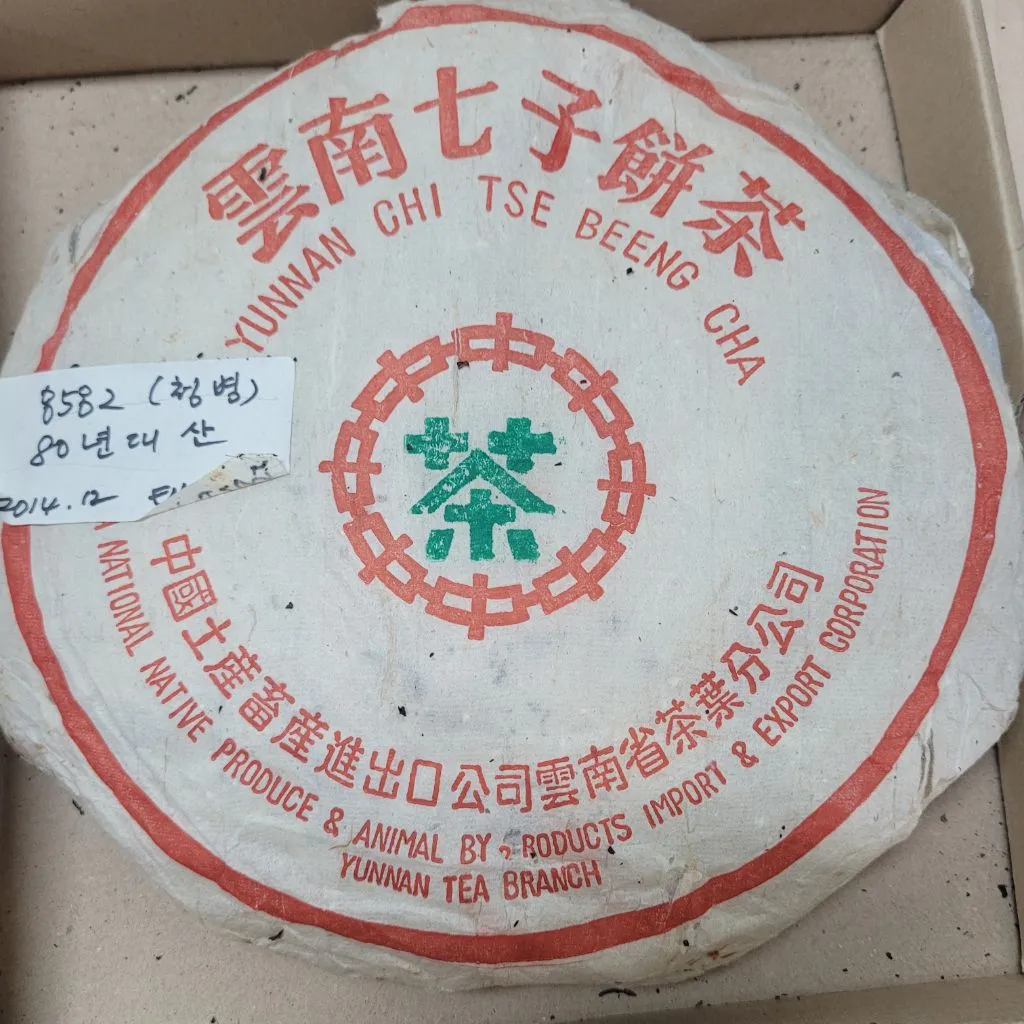 雲南七子餅茶
YUNNAN CHI TSE BEENG CHA
8582 (청병)
80년대 산
2014.12
茶
中國土產畜產進出口公司雲南省茶葉分公司
NATIONAL NATIVE PRODUCE & ANIMAL BY, RODUCTS IMPORT & EXPORT CORPORATION
YUNNAN TEA BRANCH